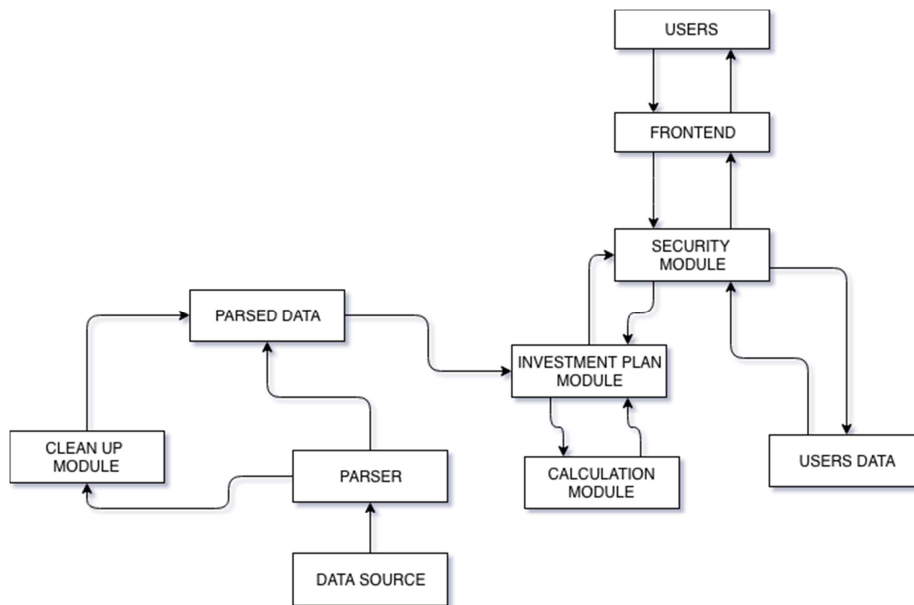 USERS
FRONTEND
SECURITY
MODULE
PARSED DATA
INVESTMENT PLAN
MODULE
CLEAN UP
MODULE
PARSER
CALCULATION
MODULE
USERS DATA
DATA SOURCE